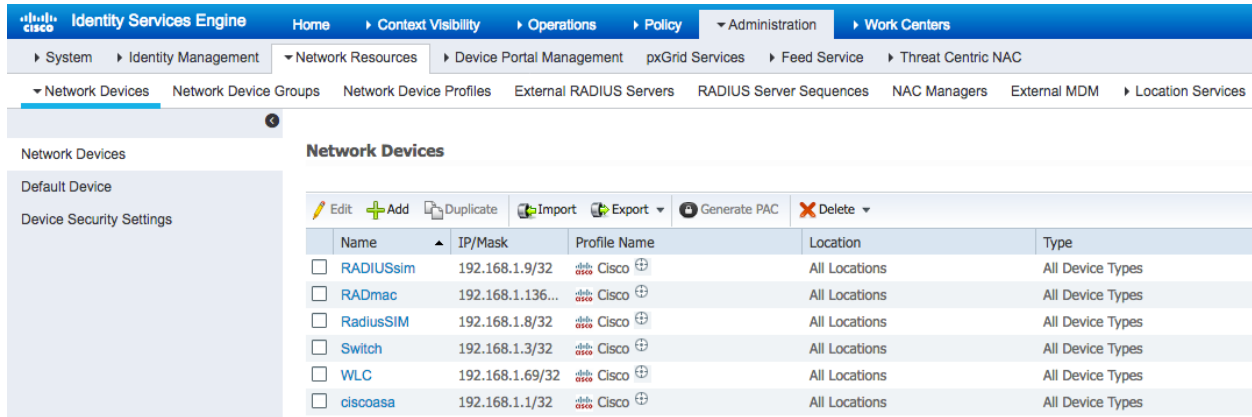 cisco Identity Services Engine Home Context Visibility Operations Policy Administration Work Centers
System Identity Management Network Resources Device Portal Management pxGrid Services Feed Service Threat Centric NAC
Network Devices Network Device Groups Network Device Profiles External RADIUS Servers RADIUS Server Sequences NAC Managers External MDM Location Services
Network Devices
Default Device
Device Security Settings
Network Devices
Edit Add Duplicate Import Export Generate PAC Delete
Name IP/Mask Profile Name Location Type
RADIUSsim 192.168.1.9/32 cisco Cisco All Locations All Device Types
RADmac 192.168.1.136... cisco Cisco All Locations All Device Types
RadiusSIM 192.168.1.8/32 cisco Cisco All Locations All Device Types
Switch 192.168.1.3/32 cisco Cisco All Locations All Device Types
WLC 192.168.1.69/32 cisco Cisco All Locations All Device Types
ciscoasa 192.168.1.1/32 cisco Cisco All Locations All Device Types